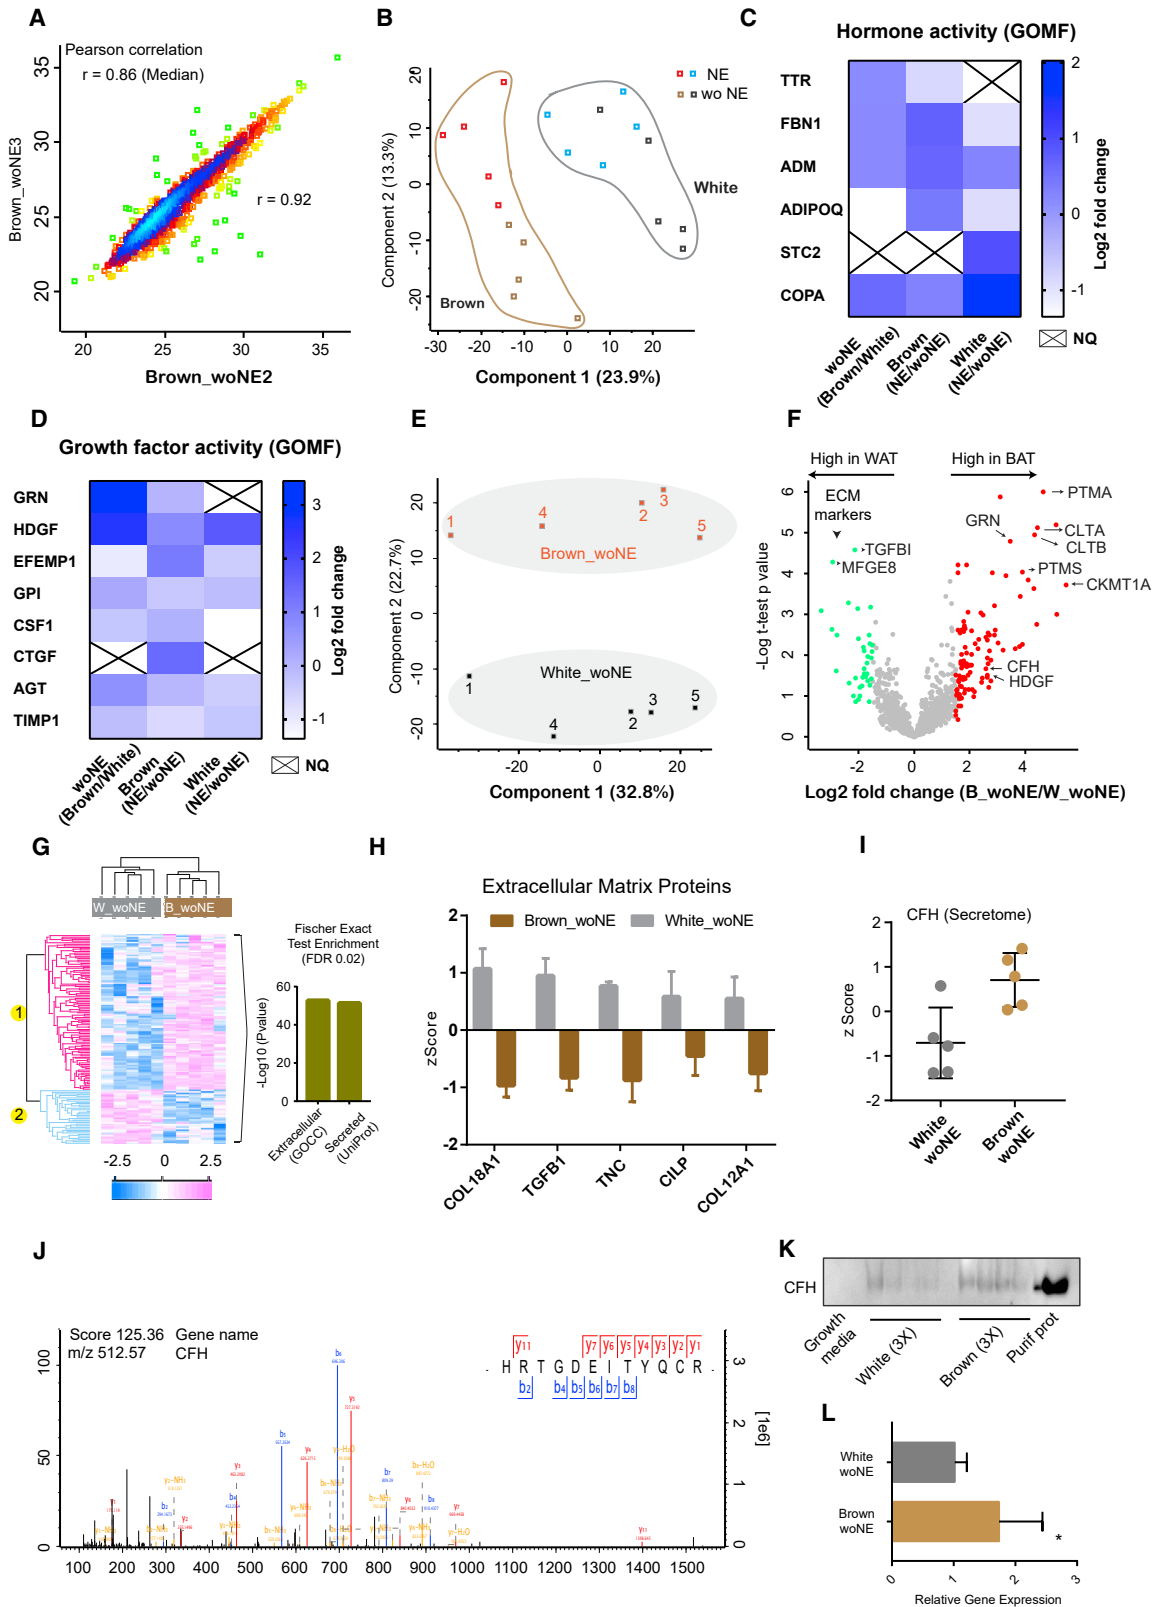 A
Pearson correlation
r = 0.86 (Median)
r = 0.92
Brown_woNE3
35
30
25
20
20 25 30 35
Brown_woNE2
B
NE
wo NE
White
Brown
Component 2 (13.3%)
20
10
0
-10
-20
-30 -20 -10 0 10 20
Component 1 (23.9%)
C
Hormone activity (GOMF)
TTR
FBN1
ADM
ADIPOQ
STC2
COPA
woNE
(Brown/White)
Brown
(NE/woNE)
White
(NE/woNE)
2
1
0
-1
Log2 fold change
NQ
D
Growth factor activity (GOMF)
GRN
HDGF
EFEMP1
GPI
CSF1
CTGF
AGT
TIMP1
woNE
(Brown/White)
Brown
(NE/woNE)
White
(NE/woNE)
3
2
1
0
-1
Log2 fold change
NQ
E
1 4 2 3 5
Brown_woNE
White_woNE
1 4 2 3 5
Component 2 (22.7%)
20
10
0
-10
-20
-20 0 20
Component 1 (32.8%)
F
High in WAT
High in BAT
ECM
markers
TGFBI
MFGE8
GRN
PTMA
CLTA
CLTB
PTMS
CKMT1A
CFH
HDGF
-Log t-test p value
6
5
4
3
2
1
0
-2 0 2 4
Log2 fold change (B_woNE/W_woNE)
G
W_woNE B_woNE
1
2
-2.5 0 2.5
Fischer Exact
Test Enrichment
(FDR 0.02)
-Log10 (Pvalue)
60
40
20
0
Extracellular
(GOCC)
Secreted
(UniProt)
H
Extracellular Matrix Proteins
Brown_woNE White_woNE
zScore
2
1
0
-1
-2
COL18A1
TGFB1
TNC
CILP
COL12A1
I
CFH (Secretome)
z Score
2
1
0
-1
-2
White
woNE
Brown
woNE
J
Score 125.36 Gene name
m/z 512.57 CFH
y11 y7 y6 y5 y4 y3 y2 y1
- H R T G D E I T Y Q C R -
b2 b4 b5 b6 b7 b8
100
50
0
3
2
1
0
[1e6]
100 200 300 400 500 600 700 800 900 1000 1100 1200 1300 1400 1500
K
CFH
Growth
media
White (3X)
Brown (3X)
Purif prot
L
White
woNE
Brown
woNE
*
0 1 2 3
Relative Gene Expression